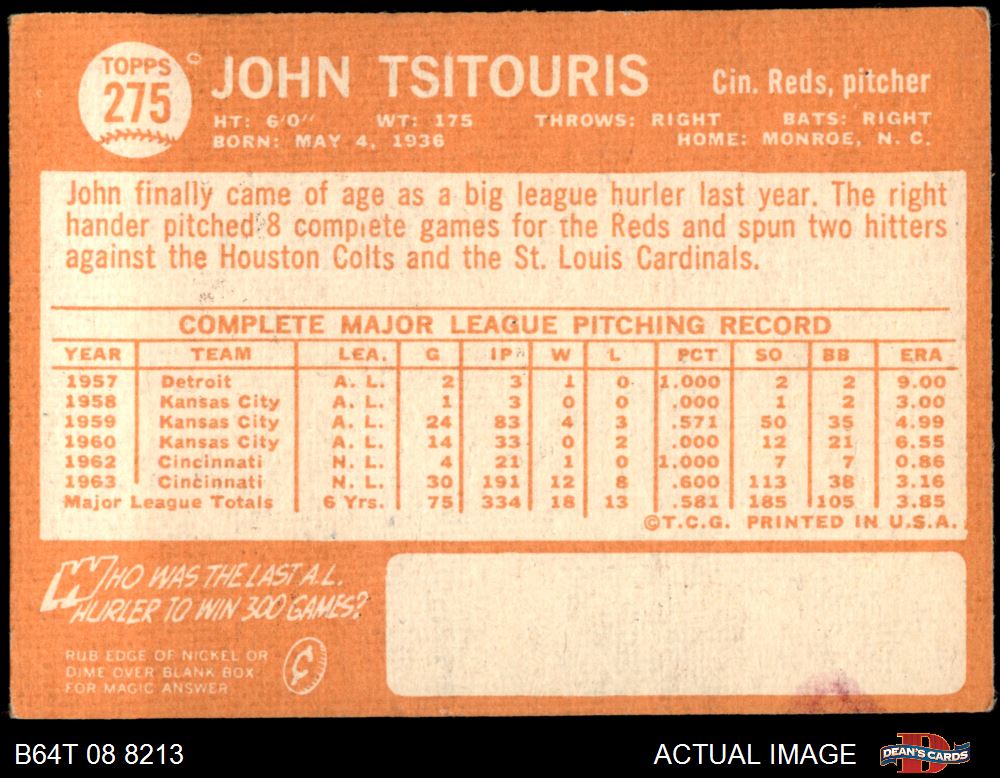 TOPPS
275
JOHN TSITOURIS Cin. Reds, pitcher
HT: 6'0" WT: 175 THROWS: RIGHT BATS: RIGHT
BORN: MAY 4, 1936 HOME: MONROE, N. C.
John finally came of age as a big league hurler last year. The right
hander pitched 8 complete games for the Reds and spun two hitters
against the Houston Colts and the St. Louis Cardinals.
COMPLETE MAJOR LEAGUE PITCHING RECORD
YEAR TEAM LEA. G IP W L PCT SO BB ERA
1957 Detroit A. L. 2 3 1 0 1.000 2 2 9.00
1958 Kansas City A. L. 1 3 0 0 .000 1 2 3.00
1959 Kansas City A. L. 24 83 4 3 .571 50 35 4.99
1960 Kansas City A. L. 14 33 0 2 .000 12 21 6.55
1962 Cincinnati N. L. 4 21 1 0 1.000 7 7 0.86
1963 Cincinnati N. L. 30 191 12 8 .600 113 38 3.16
Major League Totals 6 Yrs. 75 334 18 13 .581 185 105 3.85
©T.C.G. PRINTED IN U.S.A.
WHO WAS THE LAST A.L.
HURLER TO WIN 300 GAMES?
RUB EDGE OF NICKEL OR
DIME OVER BLANK BOX
FOR MAGIC ANSWER
¢
B64T 08 8213 ACTUAL IMAGE DEAN'S CARDS